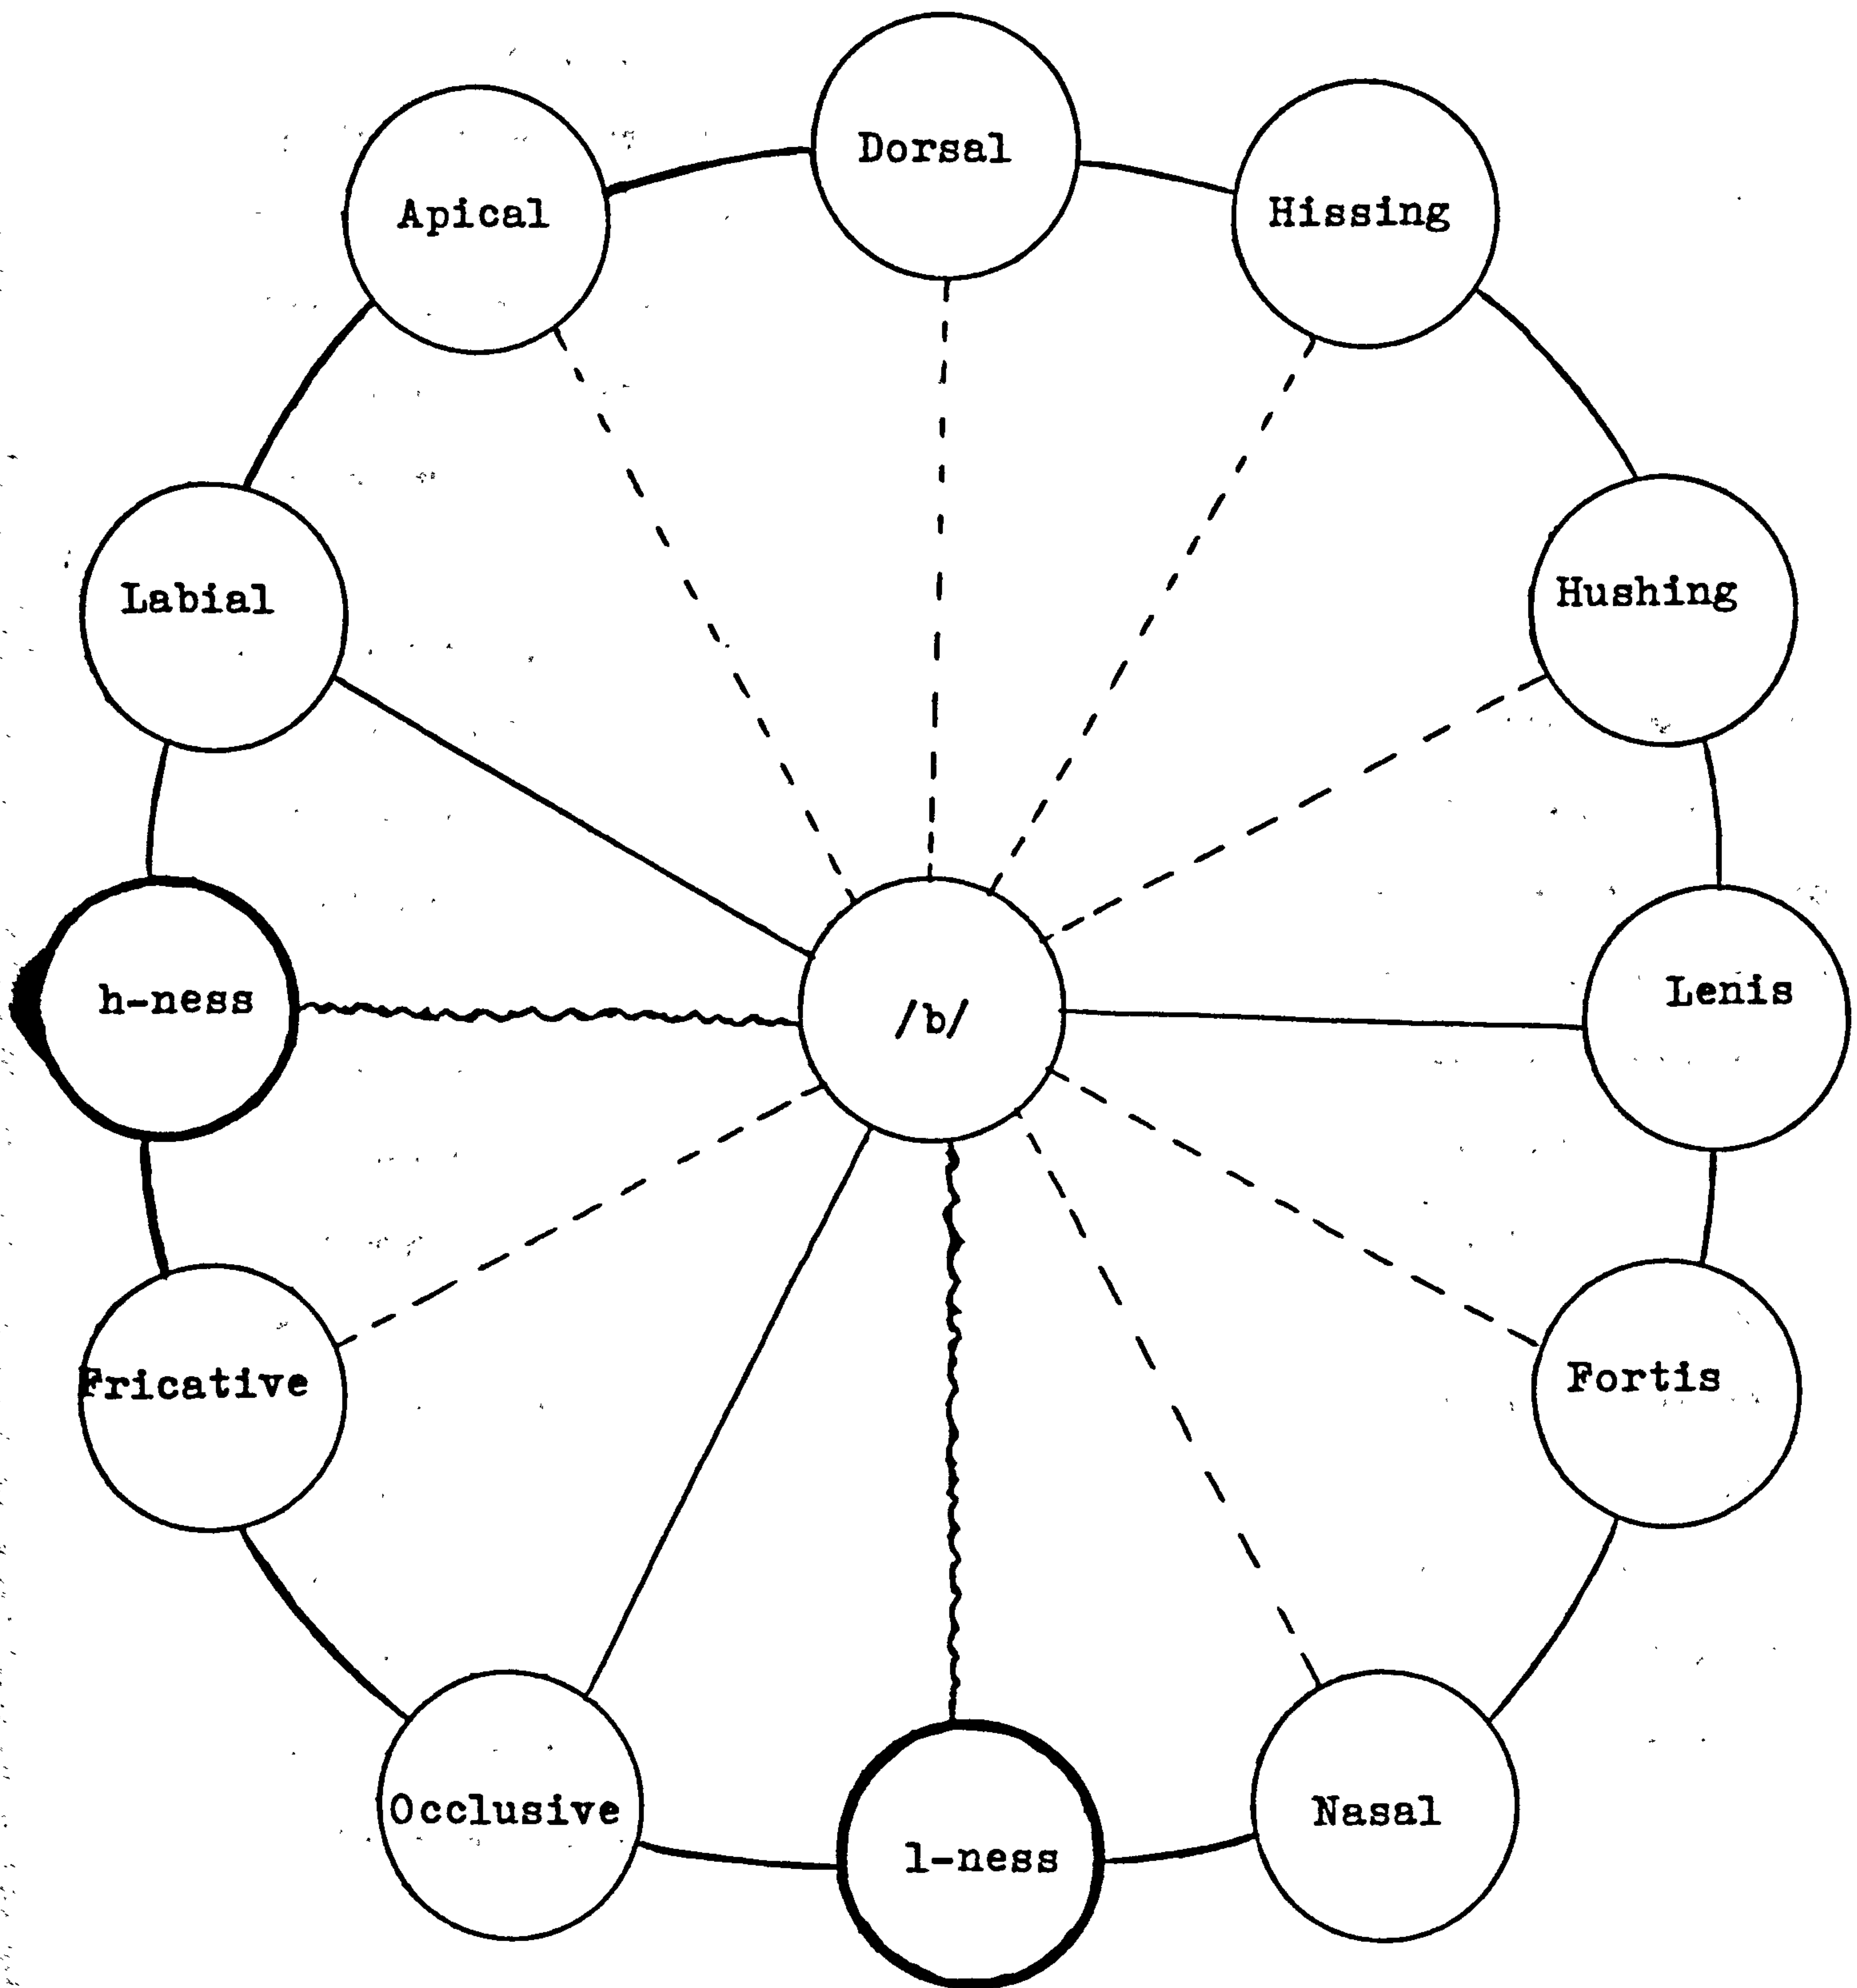 Dorsal
Apical
Hissing
Labial
Hushing
h-ness
/b/
Lenis
Fricative
Fortis
Occlusive
l-ness
Nasal